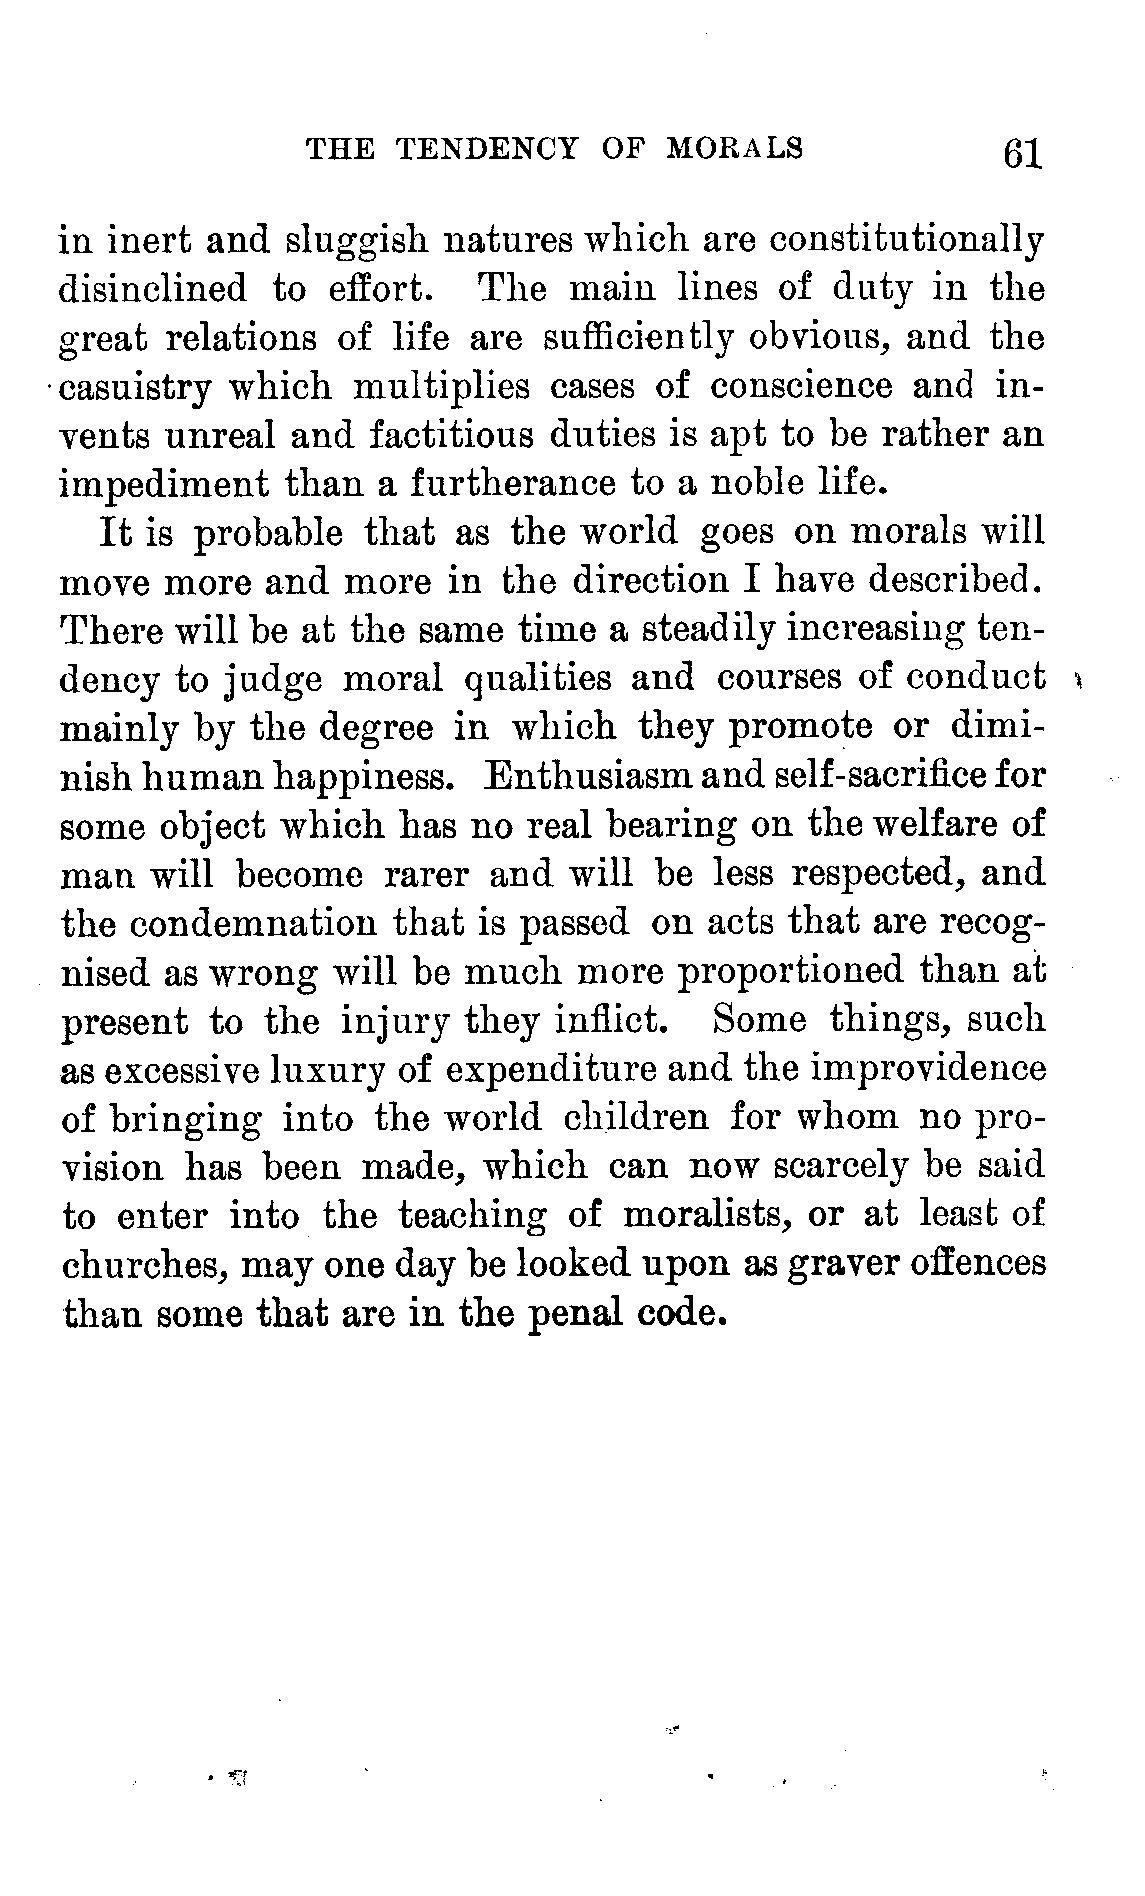 THE TENDENCY OF MORALS 61
in inert and sluggish natures which are constitutionally
disinclined to effort. The main lines of duty in the
great relations of life are sufficiently obvious, and the
casuistry which multiplies cases of conscience and in-
vents unreal and factitious duties is apt to be rather an
impediment than a furtherance to a noble life.
It is probable that as the world goes on morals will
move more and more in the direction I have described.
There will be at the same time a steadily increasing ten-
dency to judge moral qualities and courses of conduct
mainly by the degree in which they promote or dimi-
nish human happiness. Enthusiasm and self-sacrifice for
some object which has no real bearing on the welfare of
man will become rarer and will be less respected, and
the condemnation that is passed on acts that are recog-
nised as wrong will be much more proportioned than at
present to the injury they inflict. Some things, such
as excessive luxury of expenditure and the improvidence
of bringing into the world children for whom no pro-
vision has been made, which can now scarcely be said
to enter into the teaching of moralists, or at least of
churches, may one day be looked upon as graver offences
than some that are in the penal code.